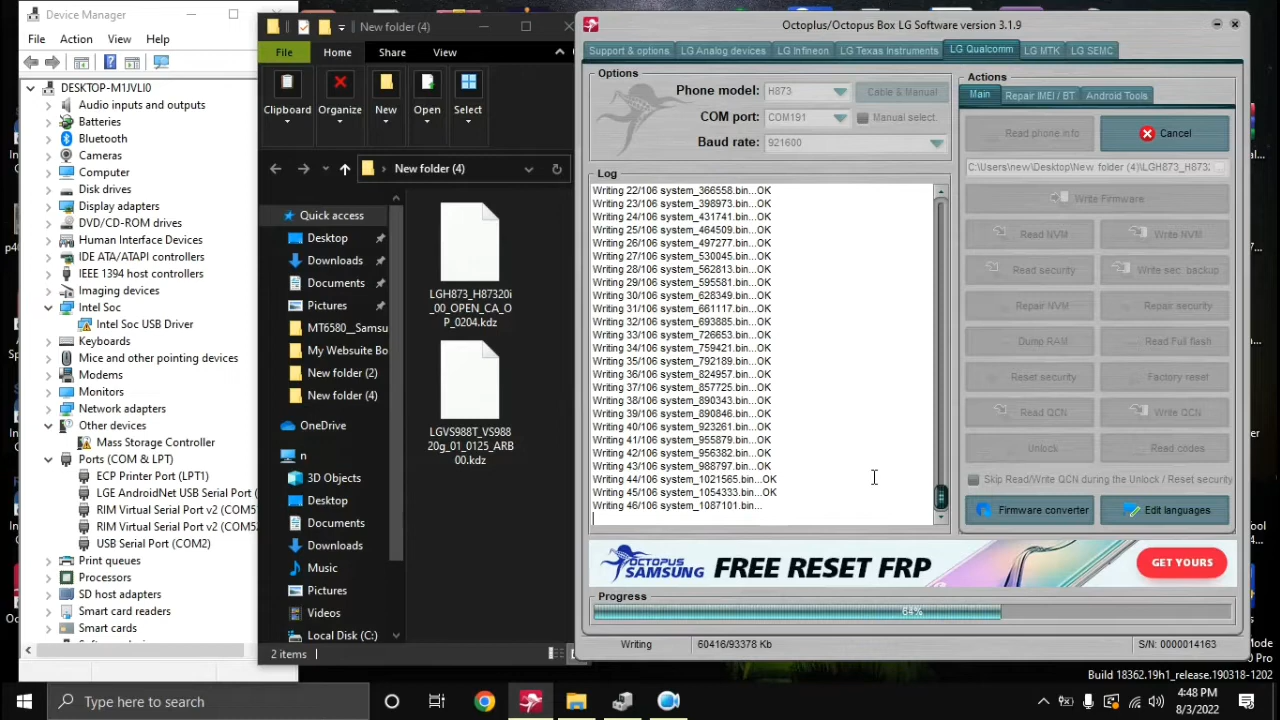 Device Manager
File Action View Help
DESKTOP-M1JVLI0
Audio inputs and outputs
Batteries
Bluetooth
Cameras
Computer
Disk drives
Display adapters
DVD/CD-ROM drives
Human Interface Devices
IDE ATA/ATAPI controllers
IEEE 1394 host controllers
Imaging devices
Intel Soc
Intel Soc USB Driver
Keyboards
Mice and other pointing devices
Modems
Monitors
Network adapters
Other devices
Mass Storage Controller
Ports (COM & LPT)
ECP Printer Port (LPT1)
LGE AndroidNet USB Serial Port (
RIM Virtual Serial Port v2 (COM5
RIM Virtual Serial Port v2 (COM5
USB Serial Port (COM2)
Print queues
Processors
SD host adapters
Smart card readers
Smart cards
New folder (4)
File Home Share View
Clipboard Organize New Open Select
New folder (4)
Quick access
Desktop
Downloads
Documents
Pictures
MT6580__Samsu
My Websuite Bo
New folder (2)
New folder (4)
OneDrive
n
3D Objects
Desktop
Documents
Downloads
Music
Pictures
Videos
Local Disk (C:)
LGH873_H87320i
_00_OPEN_CA_O
P_0204.kdz
LGVS988T_VS988
20g_01_0125_ARB
00.kdz
2 items
Octoplus/Octopus Box LG Software version 3.1.9
Support & options LG Analog devices LG Infineon LG Texas Instruments LG Qualcomm LG MTK LG SEMC
Options
Phone model: H873 Cable & Manual
COM port: COM191 Manual select.
Baud rate: 921600
Log
Writing 22/106 system_366558.bin...OK
Writing 23/106 system_398973.bin...OK
Writing 24/106 system_431741.bin...OK
Writing 25/106 system_464509.bin...OK
Writing 26/106 system_497277.bin...OK
Writing 27/106 system_530045.bin...OK
Writing 28/106 system_562813.bin...OK
Writing 29/106 system_595581.bin...OK
Writing 30/106 system_628349.bin...OK
Writing 31/106 system_661117.bin...OK
Writing 32/106 system_693885.bin...OK
Writing 33/106 system_726653.bin...OK
Writing 34/106 system_759421.bin...OK
Writing 35/106 system_792189.bin...OK
Writing 36/106 system_824957.bin...OK
Writing 37/106 system_857725.bin...OK
Writing 38/106 system_890343.bin...OK
Writing 39/106 system_890846.bin...OK
Writing 40/106 system_923261.bin...OK
Writing 41/106 system_955879.bin...OK
Writing 42/106 system_956382.bin...OK
Writing 43/106 system_988797.bin...OK
Writing 44/106 system_1021565.bin...OK
Writing 45/106 system_1054333.bin...OK
Writing 46/106 system_1087101.bin...
Actions
Main Repair IMEI / BT Android Tools
Read phone info Cancel
C:\Users\new\Desktop\New folder (4)\LGH873_H873:
Write Firmware
Read NVM Write NVM
Read security Write sec. backup
Repair NVM Repair security
Dump RAM Read Full flash
Reset security Factory reset
Read QCN Write QCN
Unlock Read codes
Skip Read/Write QCN during the Unlock / Reset security
Firmware converter Edit languages
OCTOPUS
SAMSUNG
FREE RESET FRP
GET YOURS
Progress
64%
Writing 60416/93378 Kb S/N: 0000014163
Mode
0 Pro
Build 18362.19h1_release.190318-1202
Type here to search
4:48 PM
8/3/2022